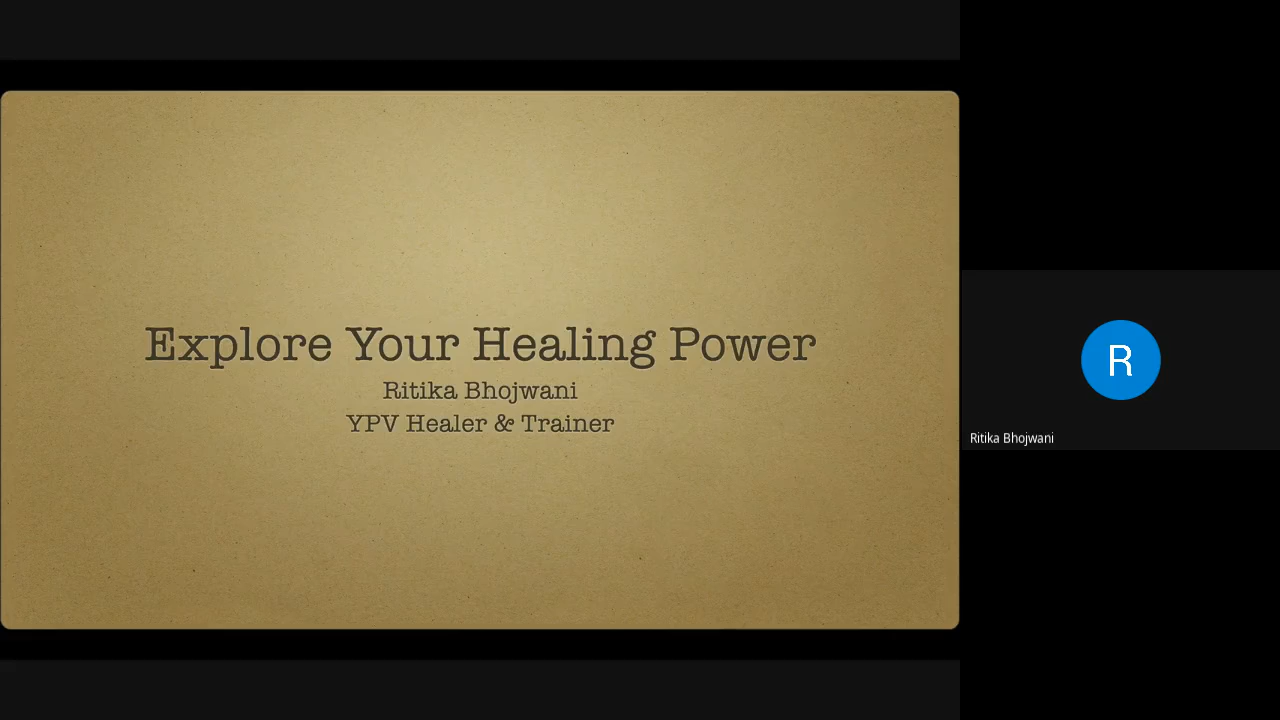 Explore Your Healing Power
Ritika Bhojwani
YPV Healer & Trainer
R
Ritika Bhojwani